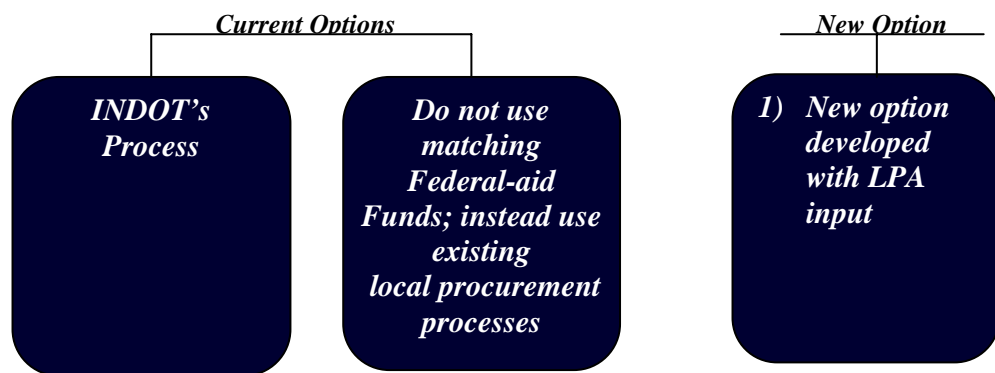 Current Options
New Option
INDOT's
Process
Do not use
matching
Federal-aid
Funds; instead use
existing
local procurement
processes
1) New option
developed
with LPA
input